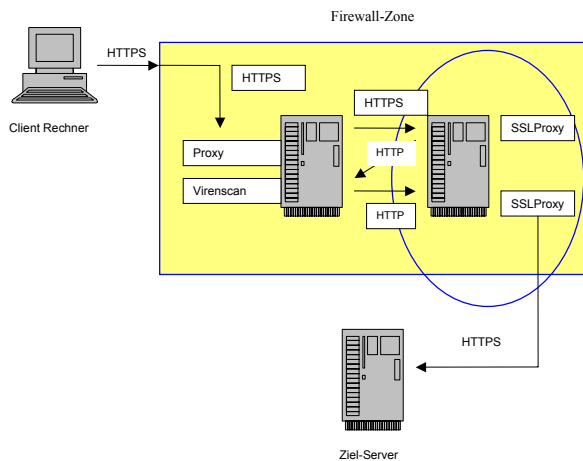 Firewall-Zone
HTTPS
HTTPS
Client Rechner
HTTPS
SSLProxy
Proxy
HTTP
Virenscan
SSLProxy
HTTP
HTTPS
Ziel-Server